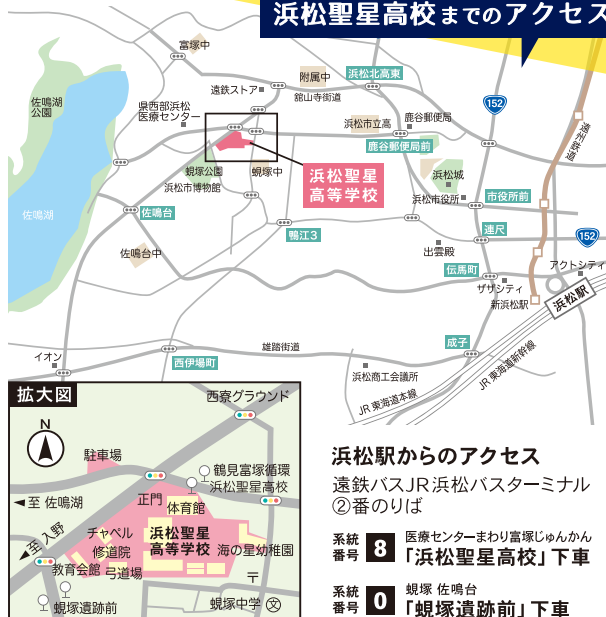 浜松聖星高校までのアクセス
富塚中
附属中
浜松北高東
遠鉄ストア
舘山寺街道
152
佐鳴湖
公園
県西部浜松
医療センター
浜松市立高
鹿谷郵便局
遠州鉄道
鹿谷郵便局前
蜆塚公園
蜆塚中
浜松聖星
高等学校
浜松城
浜松市博物館
浜松市役所
市役所前
佐鳴湖
佐鳴台
鴨江3
連尺
152
佐鳴台中
出雲殿
伝馬町
アクトシティ
ザザシティ
新浜松駅
浜松駅
成子
イオン
雄踏街道
西伊場町
浜松商工会議所
JR東海道新幹線
JR東海道本線
拡大図
西寮グラウンド
N
駐車場
鶴見富塚循環
浜松聖星高校
至 佐鳴湖
正門
体育館
至 入野
チャペル
浜松聖星
高等学校
修道院
海の星幼稚園
教育会館
弓道場
〒
蜆塚遺跡前
蜆塚中学 文
浜松駅からのアクセス
遠鉄バスJR浜松バスターミナル
②番のりば
系統
番号
8
医療センターまわり富塚じゅんかん
「浜松聖星高校」下車
系統
番号
0
蜆塚 佐鳴台
「蜆塚遺跡前」下車